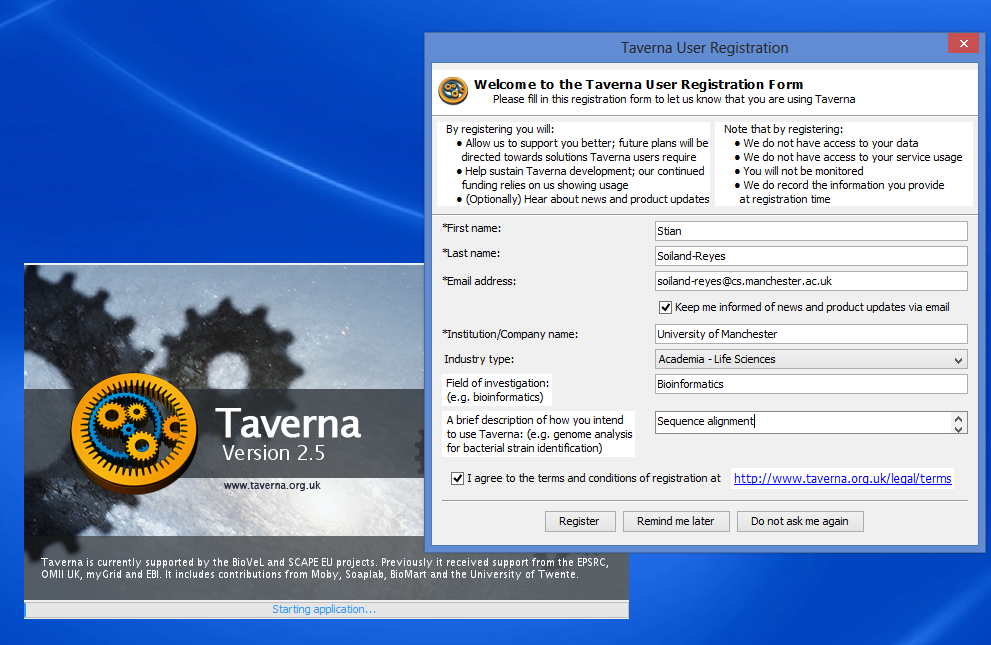 Taverna User Registration
Welcome to the Taverna User Registration Form
Please fill in this registration form to let us know that you are using Taverna
By registering you will:
• Allow us to support you better; future plans will be
directed towards solutions Taverna users require
• Help sustain Taverna development; our continued
funding relies on us showing usage
• (Optionally) Hear about news and product updates
Note that by registering:
• We do not have access to your data
• We do not have access to your service usage
• You will not be monitored
• We do record the information you provide
at registration time
*First name:
Stian
*Last name:
Soiland-Reyes
*Email address:
soiland-reyes@cs.manchester.ac.uk
Keep me informed of news and product updates via email
*Institution/Company name:
University of Manchester
Industry type:
Academia - Life Sciences
Field of investigation:
(e.g. bioinformatics)
Bioinformatics
A brief description of how you intend
to use Taverna: (e.g. genome analysis
for bacterial strain identification)
Sequence alignment
I agree to the terms and conditions of registration at http://www.taverna.org.uk/legal/terms
Register
Remind me later
Do not ask me again
Taverna
Version 2.5
www.taverna.org.uk
Taverna is currently supported by the BioVeL and SCAPE EU projects. Previously it received support from the EPSRC,
OMII UK, myGrid and EBI. It includes contributions from Moby, Soaplab, BioMart and the University of Twente.
Starting application...